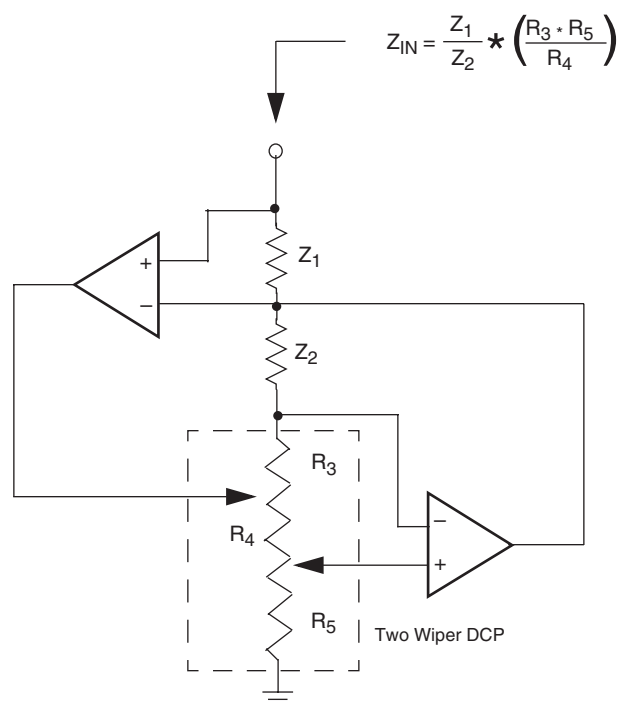 Z_IN = Z_1/Z_2 * (R_3 * R_5/R_4)
+
Z_1
−
Z_2
R_3
R_4
−
+
R_5
Two Wiper DCP